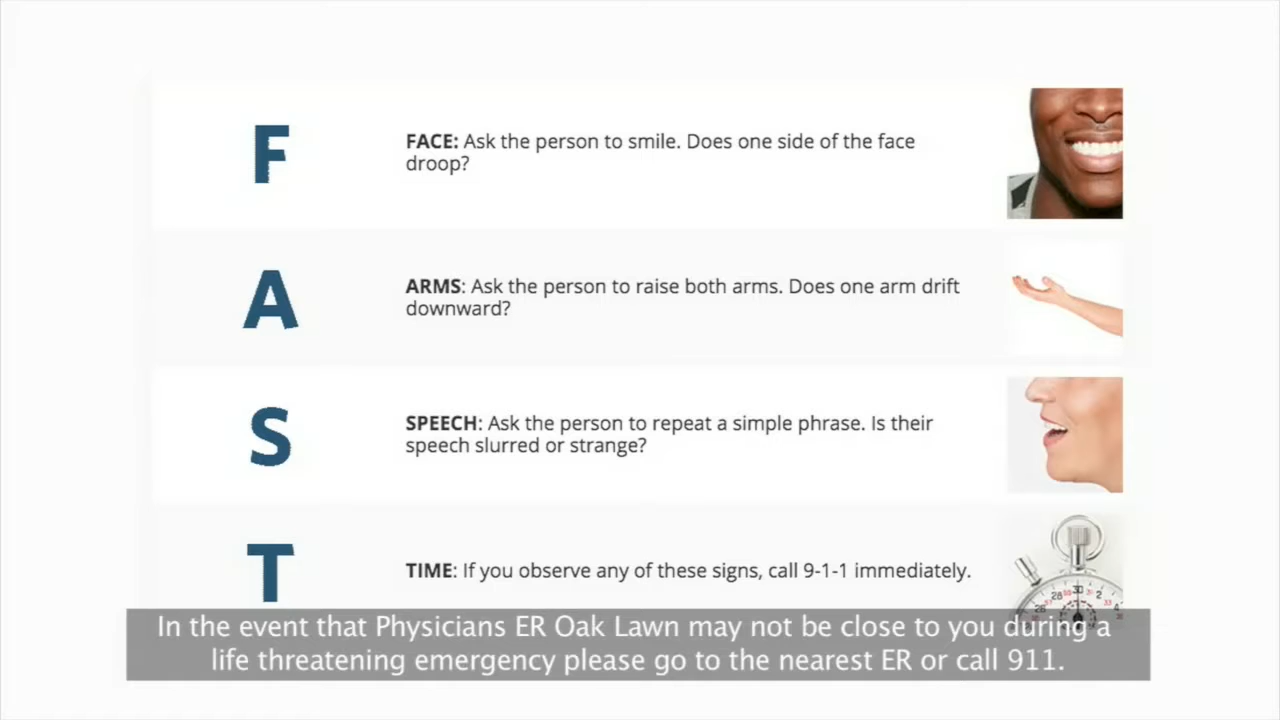 F
FACE: Ask the person to smile. Does one side of the face
droop?
A
ARMS: Ask the person to raise both arms. Does one arm drift
downward?
S
SPEECH: Ask the person to repeat a simple phrase. Is their
speech slurred or strange?
T
TIME: If you observe any of these signs, call 9-1-1 immediately.
In the event that Physicians ER Oak Lawn may not be close to you during a
life threatening emergency please go to the nearest ER or call 911.